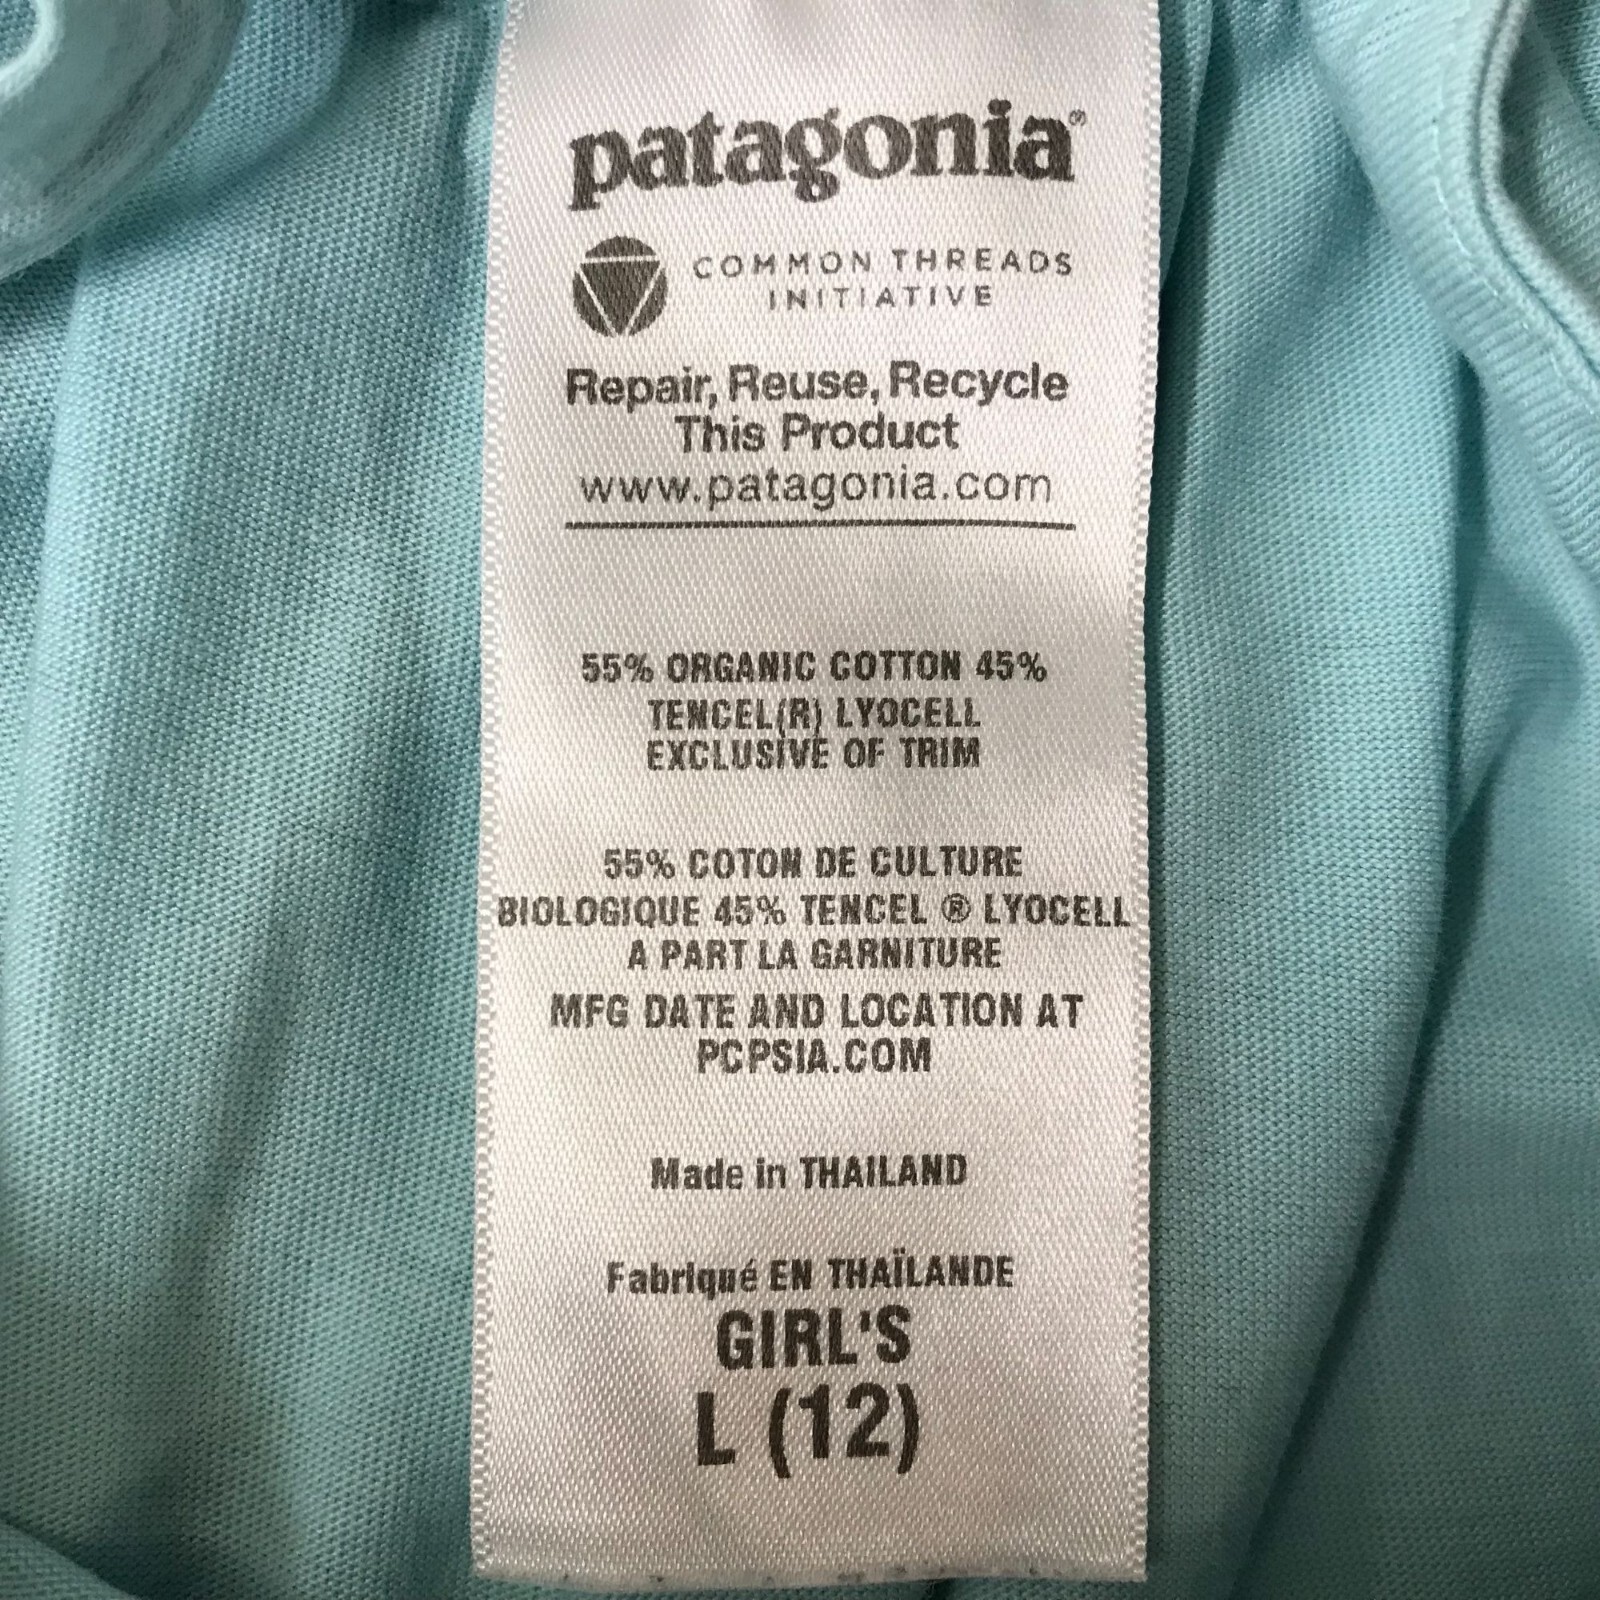 patagonia®
COMMON THREADS
INITIATIVE
Repair, Reuse, Recycle
This Product
www.patagonia.com
55% ORGANIC COTTON 45%
TENCEL(R) LYOCELL
EXCLUSIVE OF TRIM
55% COTON DE CULTURE
BIOLOGIQUE 45% TENCEL ® LYOCELL
A PART LA GARNITURE
MFG DATE AND LOCATION AT
PCPSIA.COM
Made in THAILAND
Fabriqué EN THAÏLANDE
GIRL'S
L (12)